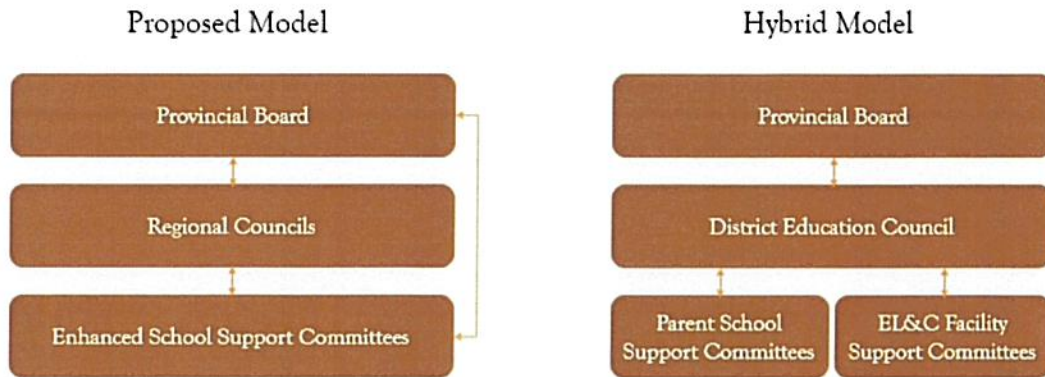 Proposed Model
Provincial Board
Regional Councils
Enhanced School Support Committees
Hybrid Model
Provincial Board
District Education Council
Parent School
Support Committees
EL&C Facility
Support Committees